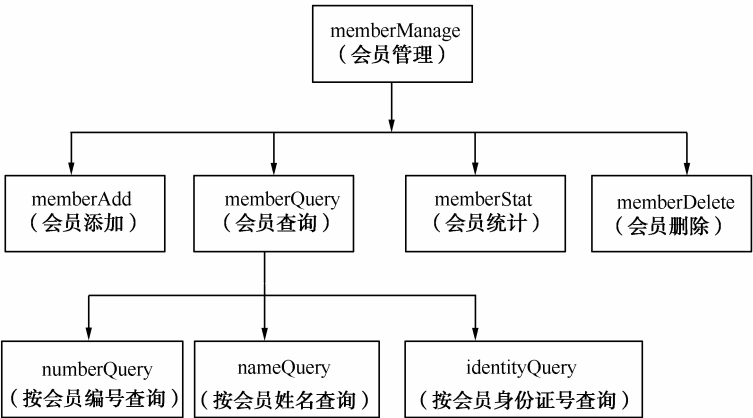 memberManage
（会员管理）
memberAdd
（会员添加）
memberQuery
（会员查询）
memberStat
（会员统计）
memberDelete
（会员删除）
numberQuery
（按会员编号查询）
nameQuery
（按会员姓名查询）
identityQuery
（按会员身份证号查询）